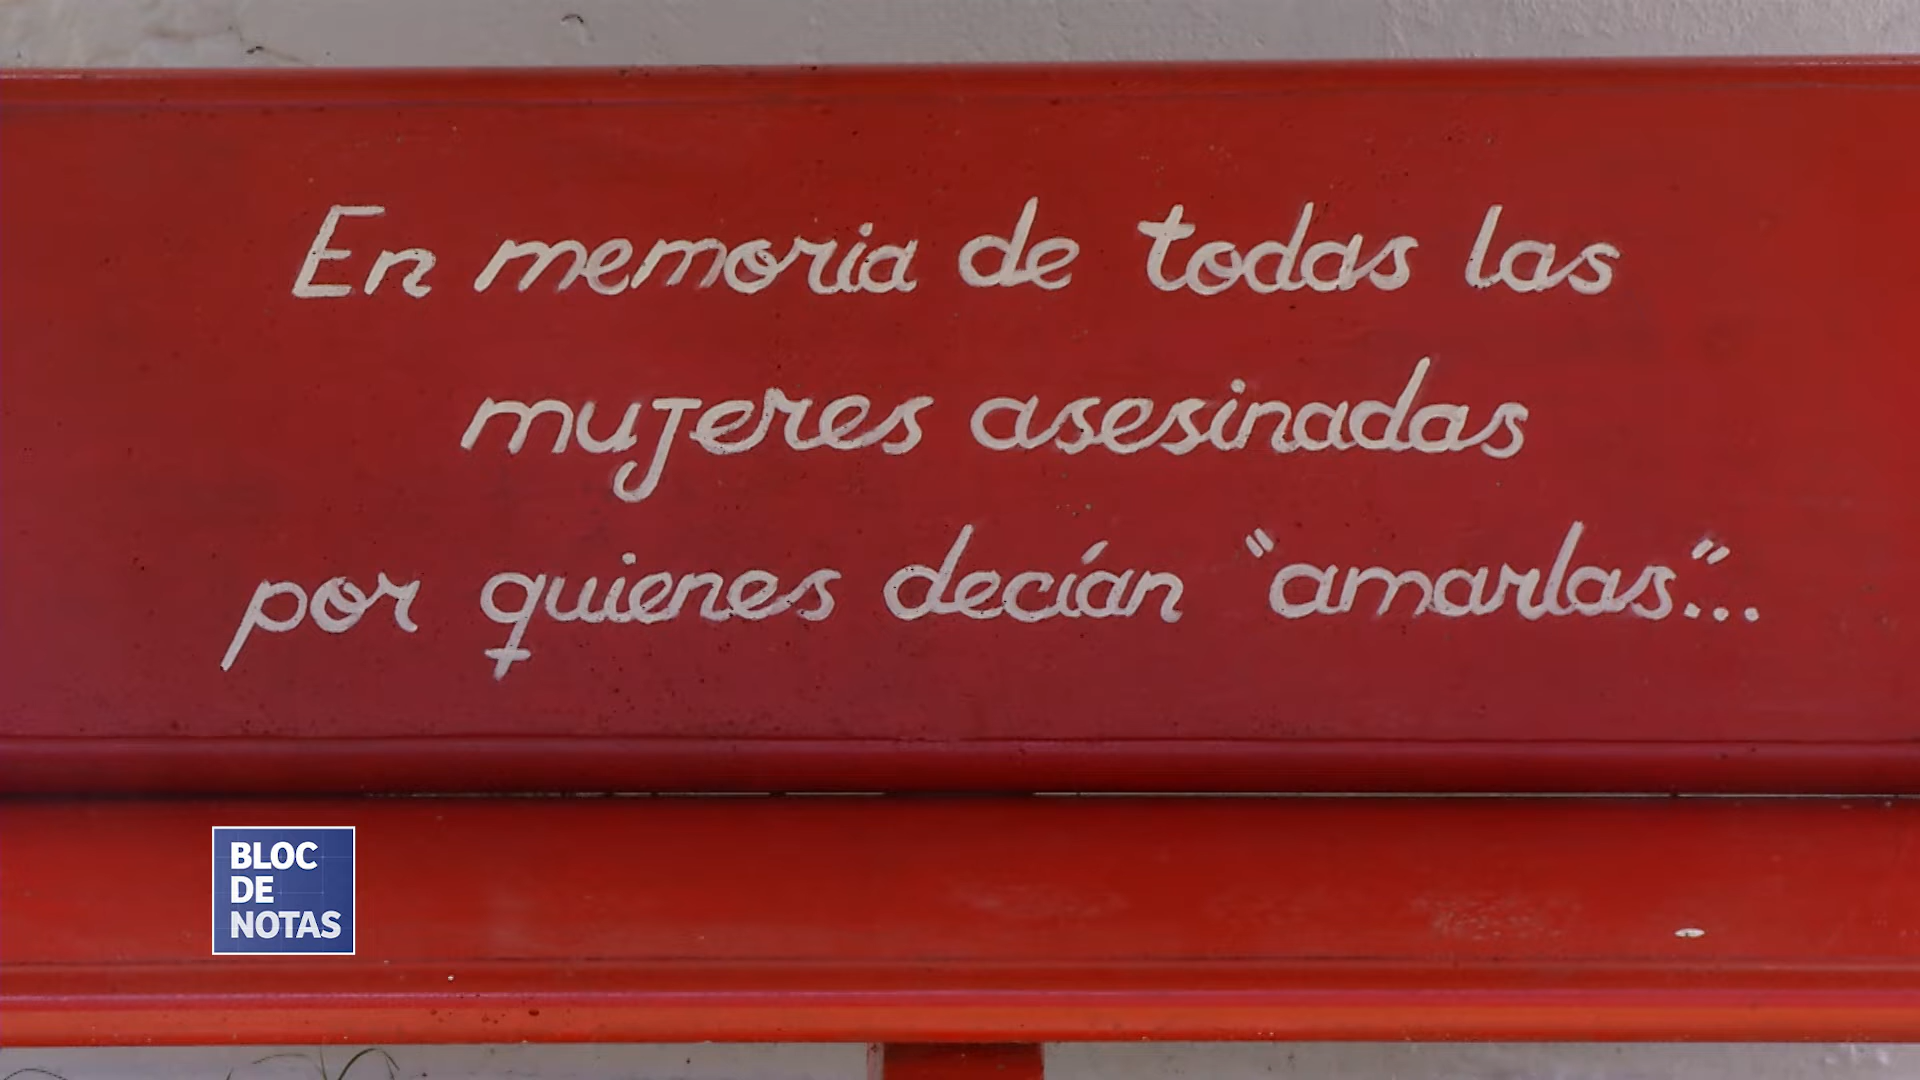 En memoria de todas las
mujeres asesinadas
por quienes decían "amarlas"...
BLOC
DE
NOTAS